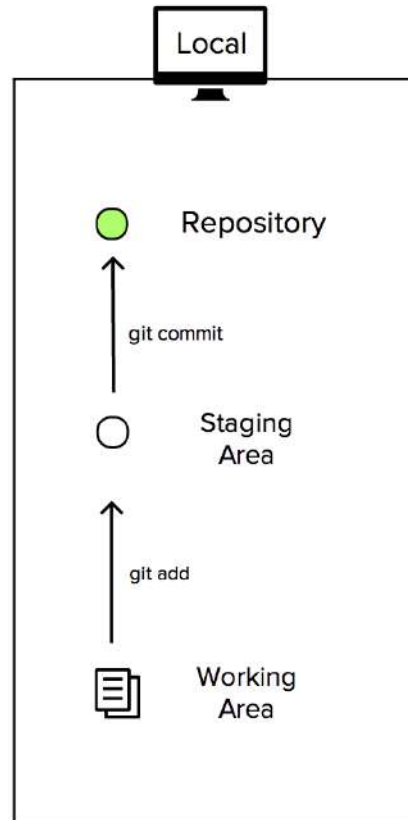 Local
Repository
git commit
Staging
Area
git add
Working
Area